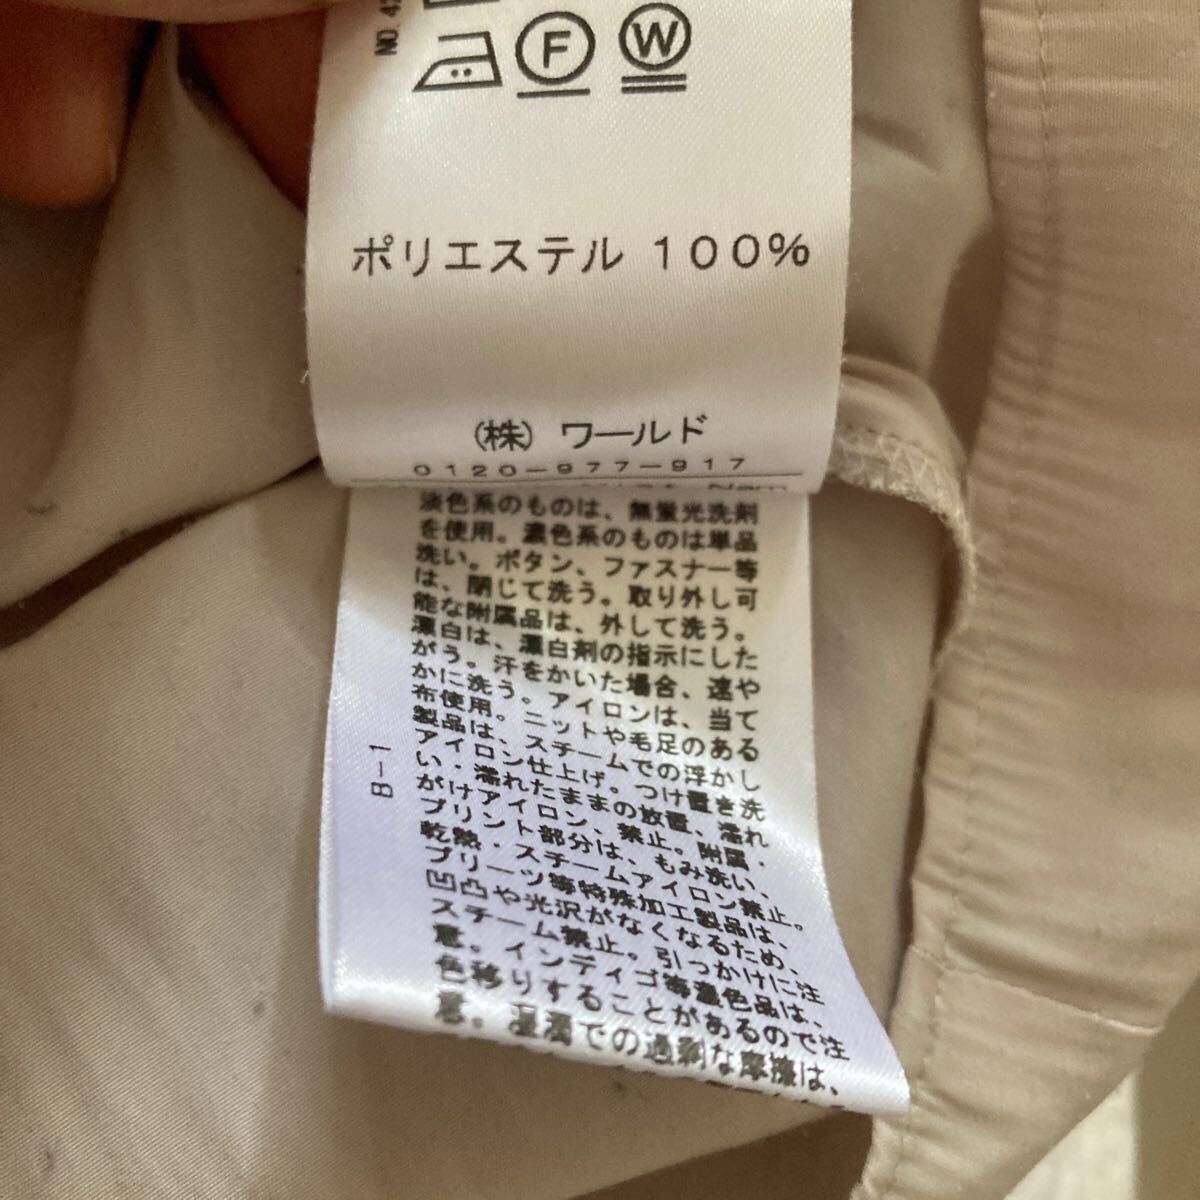 NO. 42
F
W
ポリエステル 100%
(株) ワールド
0120-977-917
淡色系のものは、無蛍光洗剤
を使用。濃色系のものは単品
洗い。ボタン、ファスナー等
は、閉じて洗う。取り外し可
能な附属品は、外して洗う。
漂白は、漂白剤の指示にした
がう。汗をかいた場合、速や
かに洗う。アイロンは、当て
布使用。ニットや毛足のある
製品は、スチームでの浮かし
アイロン仕上げ。つけ置き洗
い・濡れたままの放置、濡れ
がけアイロン、禁止。附属・
プリント部分は、もみ洗い、
乾熱・スチームアイロン禁止。
プリーツ等特殊加工製品は、
凹凸や光沢がなくなるため、
スチーム禁止。引っかけに注
意。インディゴ等濃色品は、
色移りすることがあるので注
意。湿潤での過剰な摩擦は、
B-1